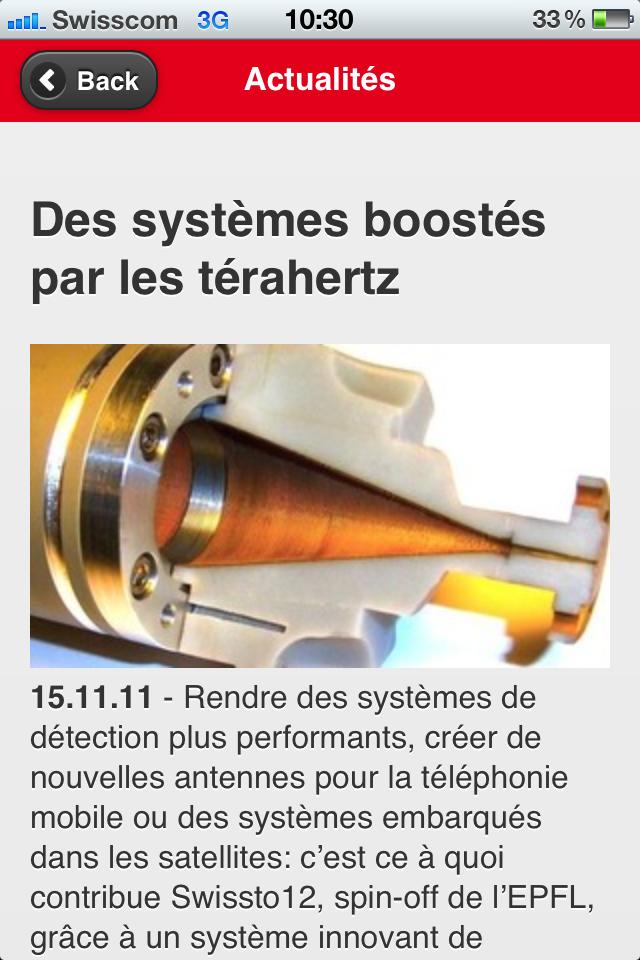 Swisscom 3G 10:30 33 %
Back Actualités
Des systèmes boostés
par les térahertz
15.11.11 - Rendre des systèmes de
détection plus performants, créer de
nouvelles antennes pour la téléphonie
mobile ou des systèmes embarqués
dans les satellites: c’est ce à quoi
contribue Swissto12, spin-off de l’EPFL,
grâce à un système innovant de